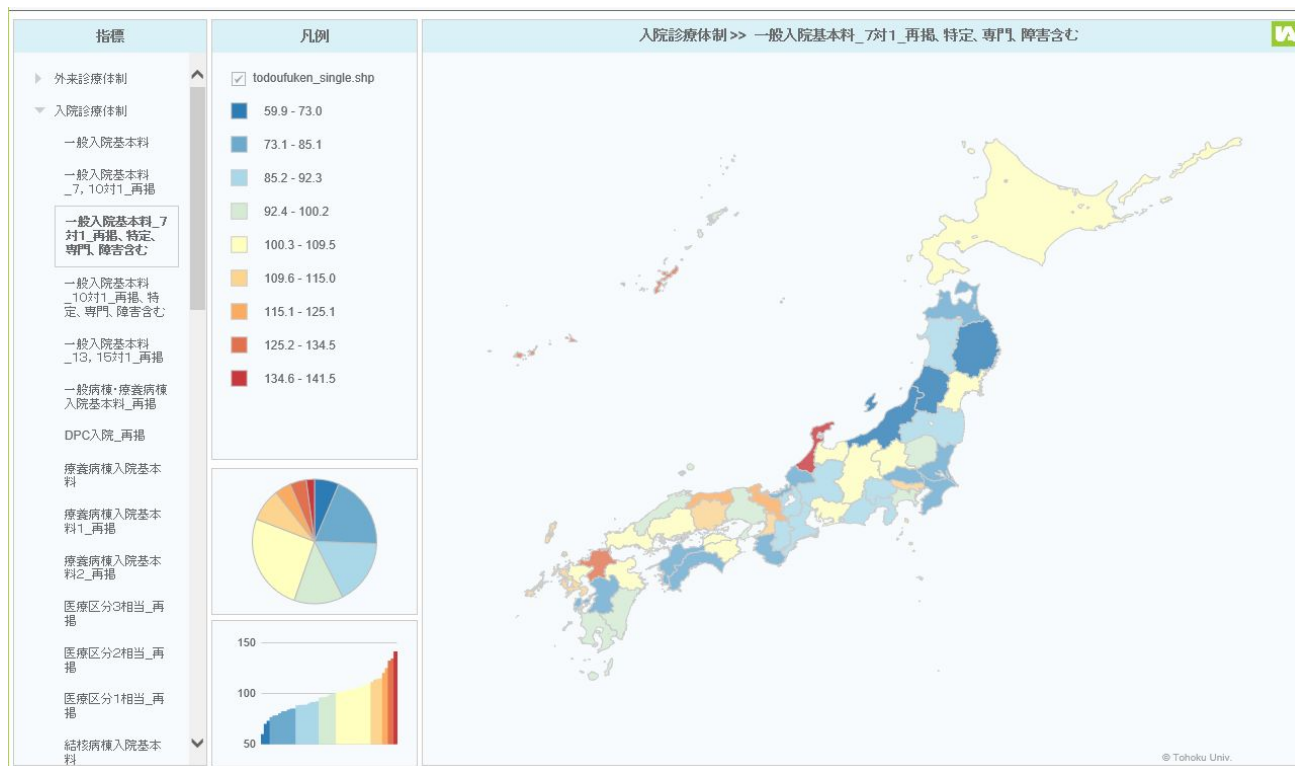 指標
外来診療体制
入院診療体制
一般入院基本料
一般入院基本料
_7, 10対1_再掲
一般入院基本料_7
対1_再掲、特定、
専門、障害含む
一般入院基本料
_10対1_再掲、特
定、専門、障害含む
一般入院基本料
_13, 15対1_再掲
一般病棟・療養病棟
入院基本料_再掲
DPC入院_再掲
療養病棟入院基本
料
療養病棟入院基本
料1_再掲
療養病棟入院基本
料2_再掲
医療区分3相当_再
掲
医療区分2相当_再
掲
医療区分1相当_再
掲
結核病棟入院基本
料
凡例
todoufuken_single.shp
59.9 - 73.0
73.1 - 85.1
85.2 - 92.3
92.4 - 100.2
100.3 - 109.5
109.6 - 115.0
115.1 - 125.1
125.2 - 134.5
134.6 - 141.5
150
100
50
入院診療体制 >> 一般入院基本料_7対1_再掲、特定、専門、障害含む
© Tohoku Univ.